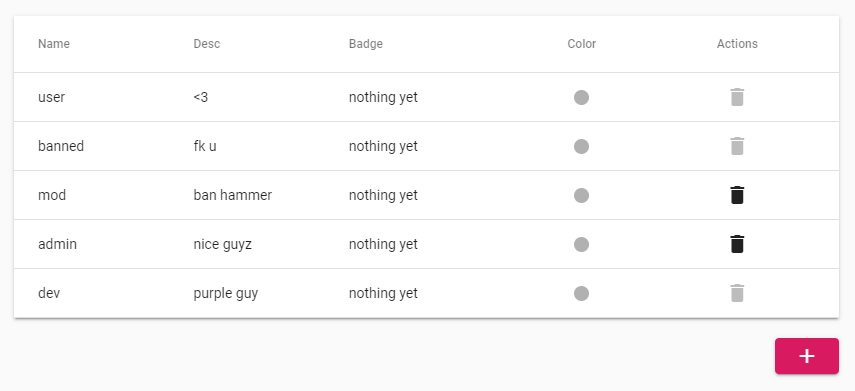 Name Desc Badge Color Actions
user <3 nothing yet
banned fk u nothing yet
mod ban hammer nothing yet
admin nice guyz nothing yet
dev purple guy nothing yet
+